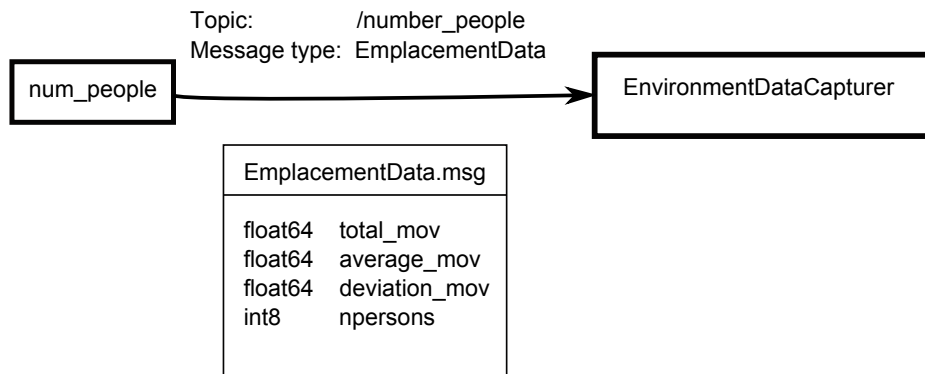 Topic: /number_people
Message type: EmplacementData
num_people
EnvironmentDataCapturer
EmplacementData.msg
float64 total_mov
float64 average_mov
float64 deviation_mov
int8 npersons